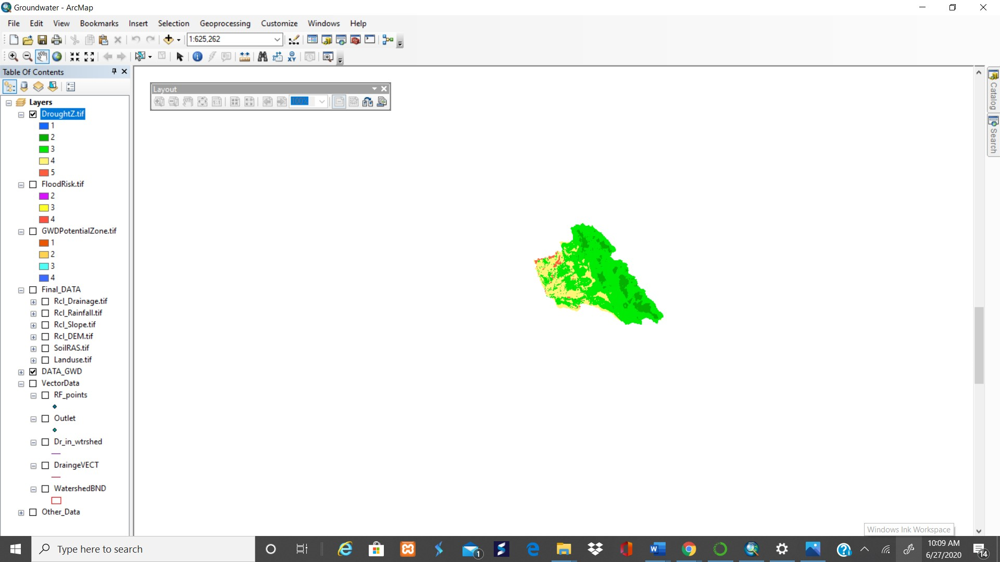 Groundwater - ArcMap
File Edit View Bookmarks Insert Selection Geoprocessing Customize Windows Help
1:625,262
XY
Table Of Contents
Layout
1:1
100%
Layers
DroughtZ.tif
1
2
3
4
5
FloodRisk.tif
2
3
4
GWDPotentialZone.tif
1
2
3
4
Final_DATA
Rcl_Drainage.tif
Rcl_Rainfall.tif
Rcl_Slope.tif
Rcl_DEM.tif
SoilRAS.tif
Landuse.tif
DATA_GWD
VectorData
RF_points
Outlet
Dr_in_wtrshed
DraingeVECT
WatershedBND
Other_Data
Catalog
Search
Windows Ink Workspace
Type here to search
1
10:09 AM
6/27/2020
14